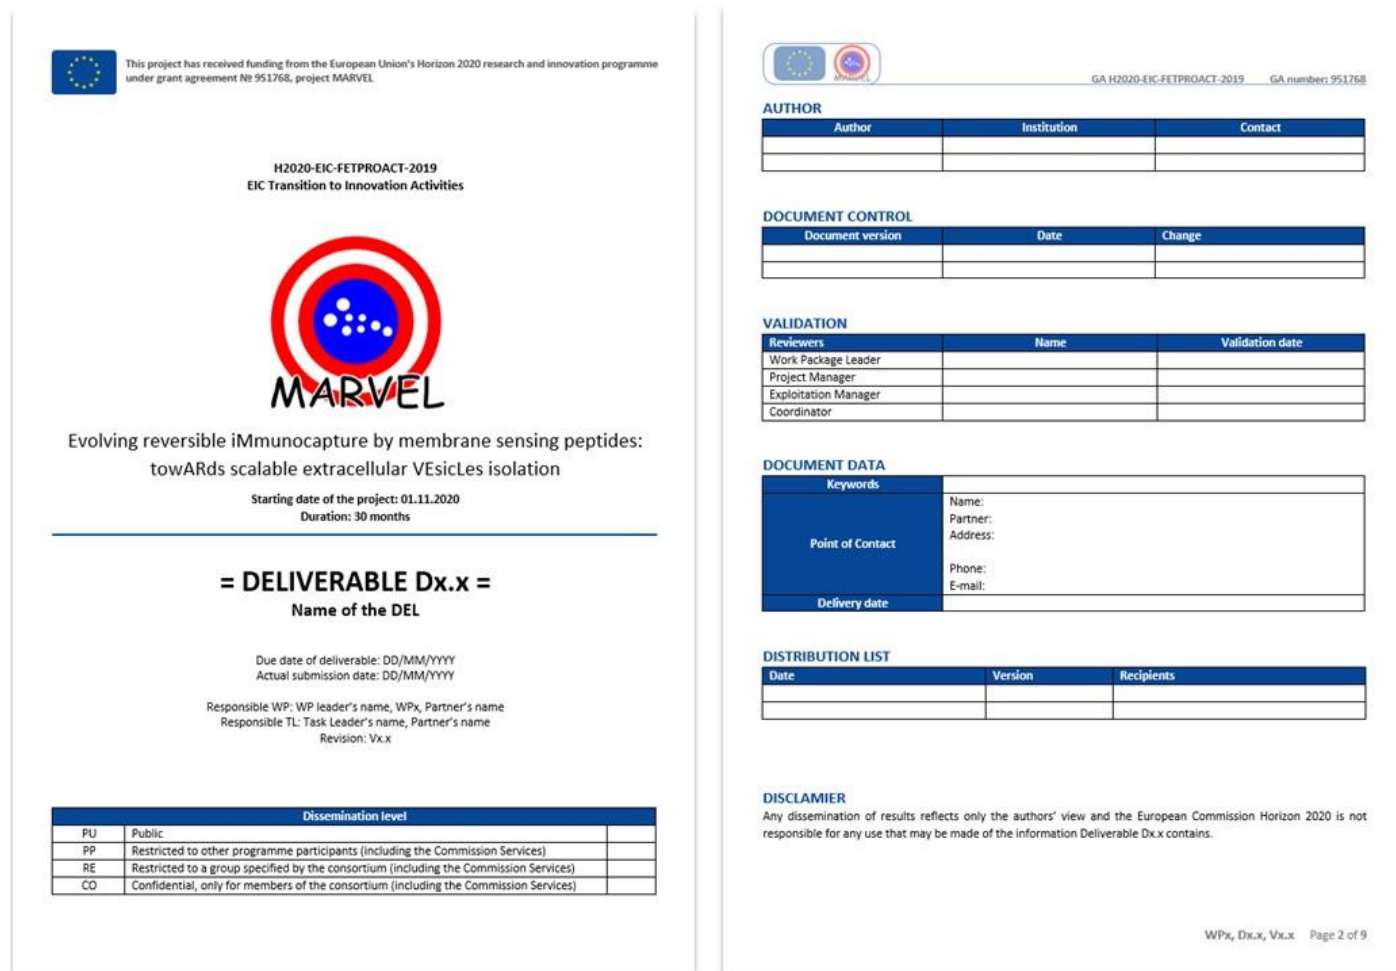 This project has received funding from the European Union's Horizon 2020 research and innovation programme
under grant agreement № 951768, project MARVEL
H2020-EIC-FETPROACT-2019
EIC Transition to Innovation Activities
MARVEL
Evolving reversible iMmunocapture by membrane sensing peptides:
towARds scalable extracellular VEsicLes isolation
Starting date of the project: 01.11.2020
Duration: 30 months
= DELIVERABLE Dx.x =
Name of the DEL
Due date of deliverable: DD/MM/YYYY
Actual submission date: DD/MM/YYYY
Responsible WP: WP leader's name, WPx, Partner's name
Responsible TL: Task Leader's name, Partner's name
Revision: Vx.x
Dissemination level
PU Public
PP Restricted to other programme participants (including the Commission Services)
RE Restricted to a group specified by the consortium (including the Commission Services)
CO Confidential, only for members of the consortium (including the Commission Services)
MARVEL
GA H2020-EIC-FETPROACT-2019 GA number: 951768
AUTHOR
Author Institution Contact
DOCUMENT CONTROL
Document version Date Change
VALIDATION
Reviewers Name Validation date
Work Package Leader
Project Manager
Exploitation Manager
Coordinator
DOCUMENT DATA
Keywords
Point of Contact
Name:
Partner:
Address:
Phone:
E-mail:
Delivery date
DISTRIBUTION LIST
Date Version Recipients
DISCLAMIER
Any dissemination of results reflects only the authors' view and the European Commission Horizon 2020 is not
responsible for any use that may be made of the information Deliverable Dx.x contains.
WPx, Dx.x, Vx.x Page 2 of 9